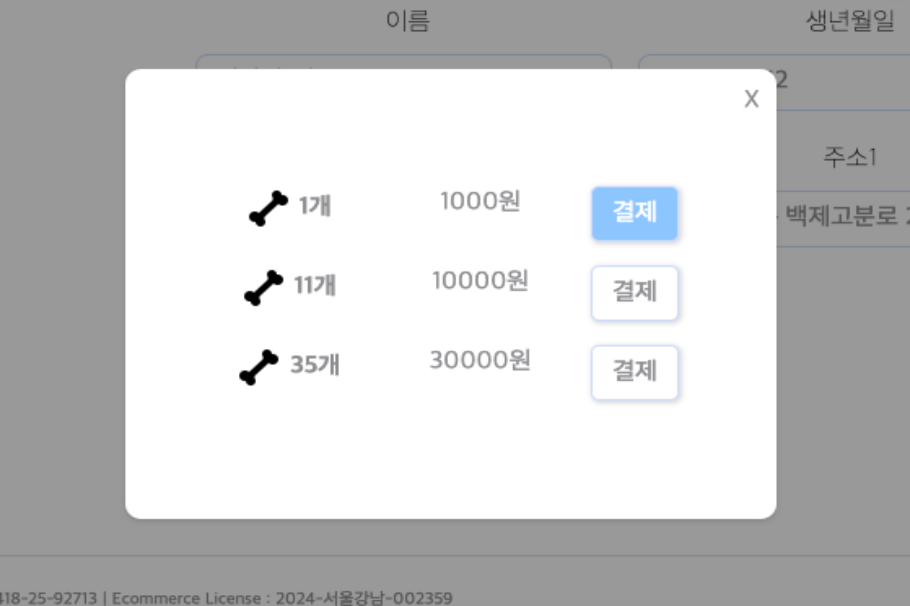 이름
생년월일
X
주소1
1개
1000원
결제
백제고분로
11개
10000원
결제
35개
30000원
결제
418-25-92713 | Ecommerce License : 2024-서울강남-002359